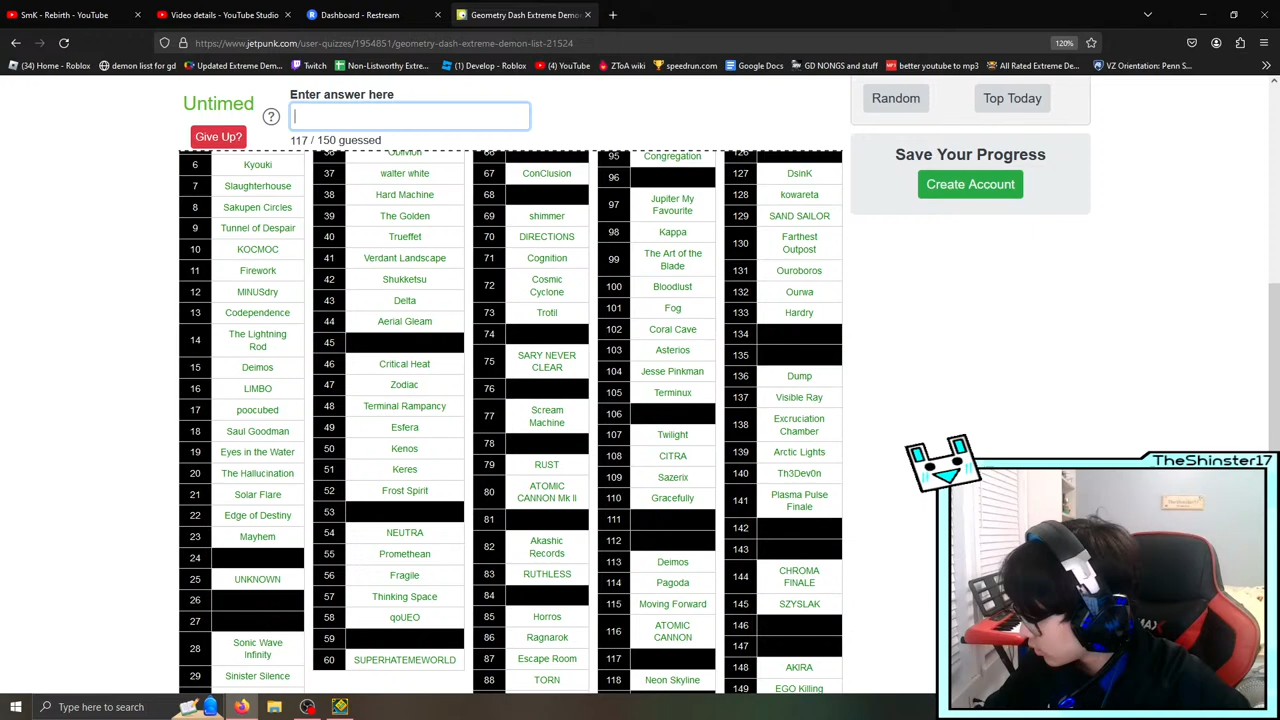 SmK - Rebirth - YouTube
Video details - YouTube Studio
Dashboard - Restream
Geometry Dash Extreme Demo
https://www.jetpunk.com/user-quizzes/1954851/geometry-dash-extreme-demon-list-21524
120%
(34) Home - Roblox
demon lisst for gd
Updated Extreme Dem
Twitch
Non-Listworthy Extre...
(1) Develop - Roblox
(4) YouTube
ZToA wiki
speedrun.com
Google Docs
GD NONGS and stuff
better youtube to mp3
All Rated Extreme De...
VZ Orientation: Penn S...
Untimed
Give Up?
?
Enter answer here
117 / 150 guessed
Random
Top Today
Save Your Progress
Create Account
6 Kyouki
7 Slaughterhouse
8 Sakupen Circles
9 Tunnel of Despair
10 KOCMOC
11 Firework
12 MINUSdry
13 Codependence
14 The Lightning
Rod
15 Deimos
16 LIMBO
17 poocubed
18 Saul Goodman
19 Eyes in the Water
20 The Hallucination
21 Solar Flare
22 Edge of Destiny
23 Mayhem
24
25 UNKNOWN
26
27
28 Sonic Wave
Infinity
29 Sinister Silence
36 Oblivion
37 walter white
38 Hard Machine
39 The Golden
40 Trueffet
41 Verdant Landscape
42 Shukketsu
43 Delta
44 Aerial Gleam
45
46 Critical Heat
47 Zodiac
48 Terminal Rampancy
49 Esfera
50 Kenos
51 Keres
52 Frost Spirit
53
54 NEUTRA
55 Promethean
56 Fragile
57 Thinking Space
58 qoUEO
59
60 SUPERHATEMEWORLD
66
67 ConClusion
68
69 shimmer
70 DIRECTIONS
71 Cognition
72 Cosmic
Cyclone
73 Trotil
74
75 SARY NEVER
CLEAR
76
77 Scream
Machine
78
79 RUST
80 ATOMIC
CANNON Mk II
81
82 Akashic
Records
83 RUTHLESS
84
85 Horros
86 Ragnarok
87 Escape Room
88 TORN
95 Congregation
96
97 Jupiter My
Favourite
98 Kappa
99 The Art of the
Blade
100 Bloodlust
101 Fog
102 Coral Cave
103 Asterios
104 Jesse Pinkman
105 Terminux
106
107 Twilight
108 CITRA
109 Sazerix
110 Gracefully
111
112
113 Deimos
114 Pagoda
115 Moving Forward
116 ATOMIC
CANNON
117
118 Neon Skyline
126
127 DsinK
128 kowareta
129 SAND SAILOR
130 Farthest
Outpost
131 Ouroboros
132 Ourwa
133 Hardry
134
135
136 Dump
137 Visible Ray
138 Excruciation
Chamber
139 Arctic Lights
140 Th3Dev0n
141 Plasma Pulse
Finale
142
143
144 CHROMA
FINALE
145 SZYSLAK
146
147
148 AKIRA
149 EGO Killing
TheShinster17
Type here to search